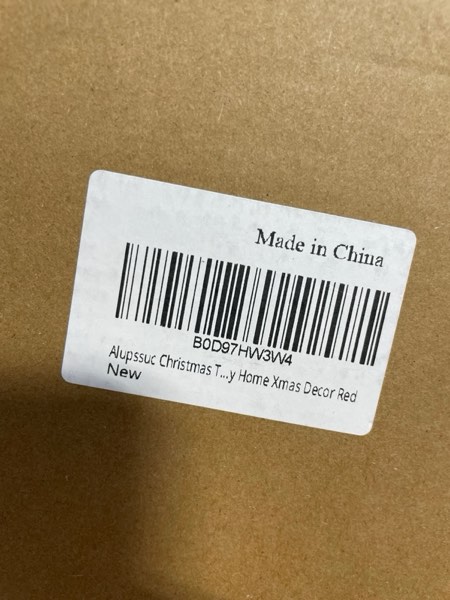 Made in China
B0D97HW3W4
Alupssuc Christmas T...y Home Xmas Decor Red
New